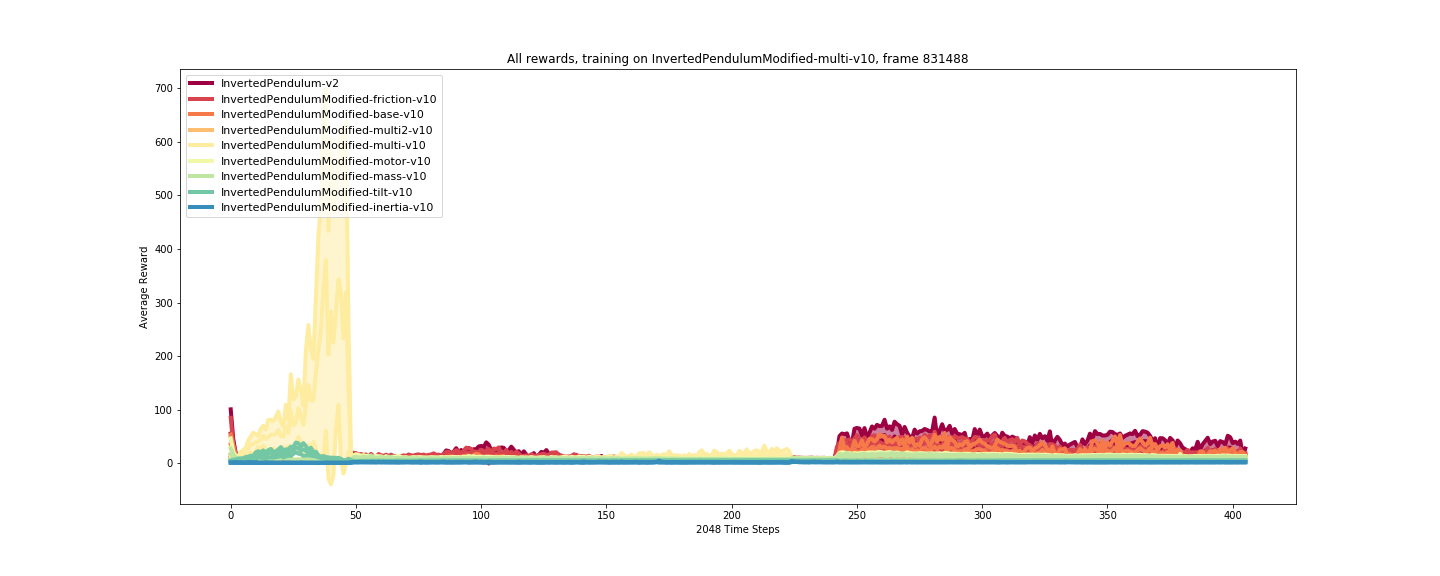 All rewards, training on InvertedPendulumModified-multi-v10, frame 831488
InvertedPendulum-v2
InvertedPendulumModified-friction-v10
InvertedPendulumModified-base-v10
InvertedPendulumModified-multi2-v10
InvertedPendulumModified-multi-v10
InvertedPendulumModified-motor-v10
InvertedPendulumModified-mass-v10
InvertedPendulumModified-tilt-v10
InvertedPendulumModified-inertia-v10
Average Reward
700
600
500
400
300
200
100
0
0 50 100 150 200 250 300 350 400
2048 Time Steps